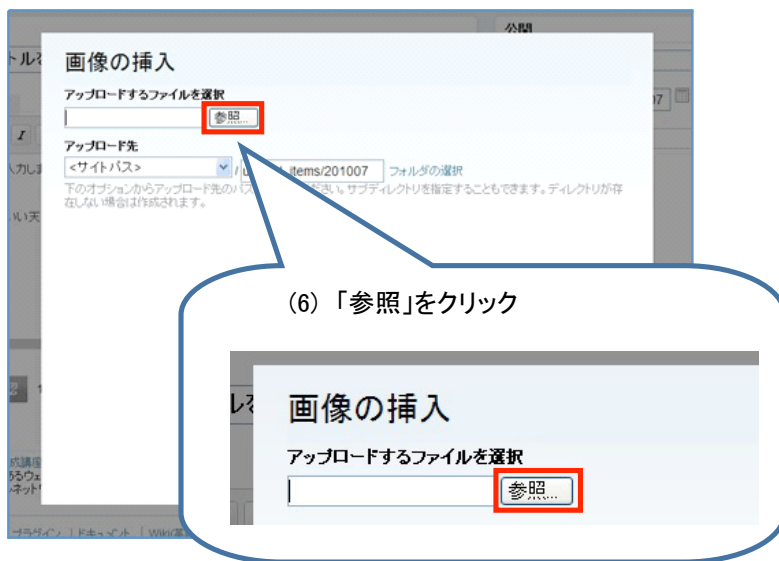 公開
画像の挿入
アップロードするファイルを選択
参照...
アップロード先
<サイトパス> / items/201007 フォルダの選択
下のオプションからアップロード先のパス ださい。サブディレクトリを指定することもできます。ディレクトリが存
在しない場合は作成されます。
(6) 「参照」をクリック
画像の挿入
アップロードするファイルを選択
参照...